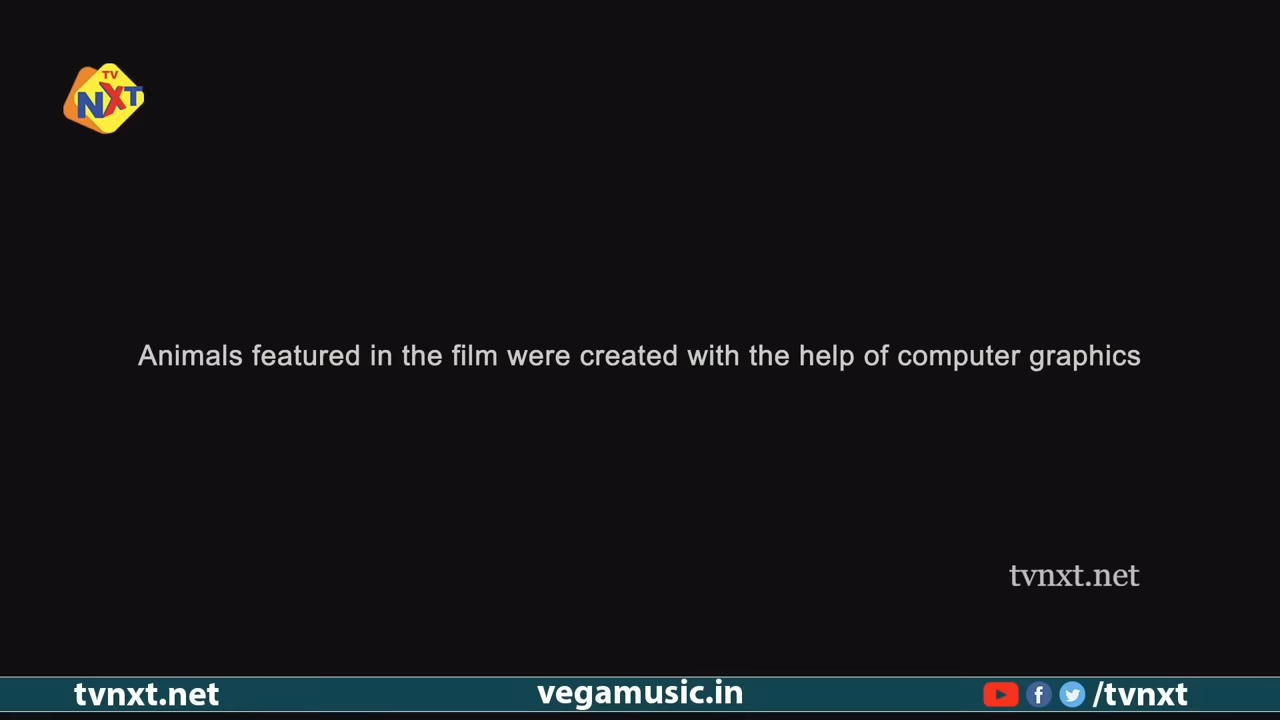 TV
NXT
Animals featured in the film were created with the help of computer graphics
tvnxt.net
tvnxt.net
vegamusic.in
/tvnxt